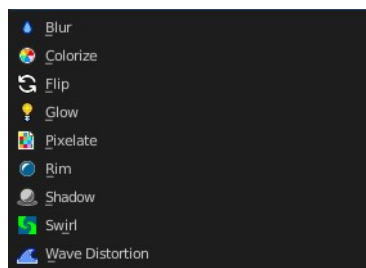 Blur
Colorize
Flip
Glow
Pixelate
Rim
Shadow
Swirl
Wave Distortion